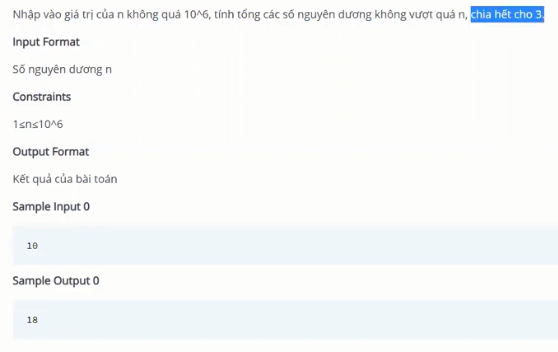 Nhập vào giá trị của n không quá 10^6, tính tổng các số nguyên dương không vượt quá n, chia hết cho 3.
Input Format
Số nguyên dương n
Constraints
1≤n≤10^6
Output Format
Kết quả của bài toán
Sample Input 0
10
Sample Output 0
18